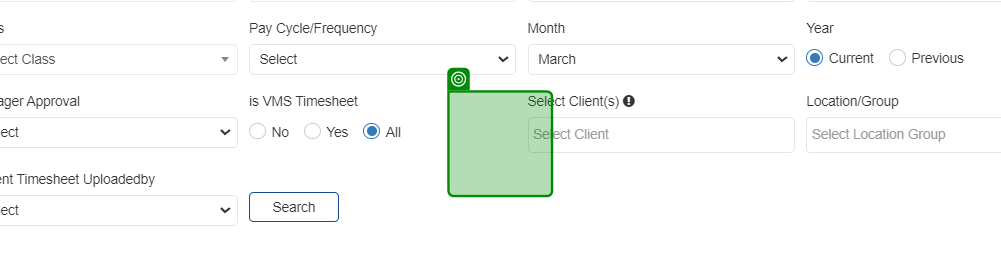 s
Pay Cycle/Frequency
Month
Year
ect Class
Select
March
Current
Previous
ager Approval
is VMS Timesheet
Select Client(s)
Location/Group
ect
No
Yes
All
Select Client
Select Location Group
ent Timesheet Uploadedby
ect
Search